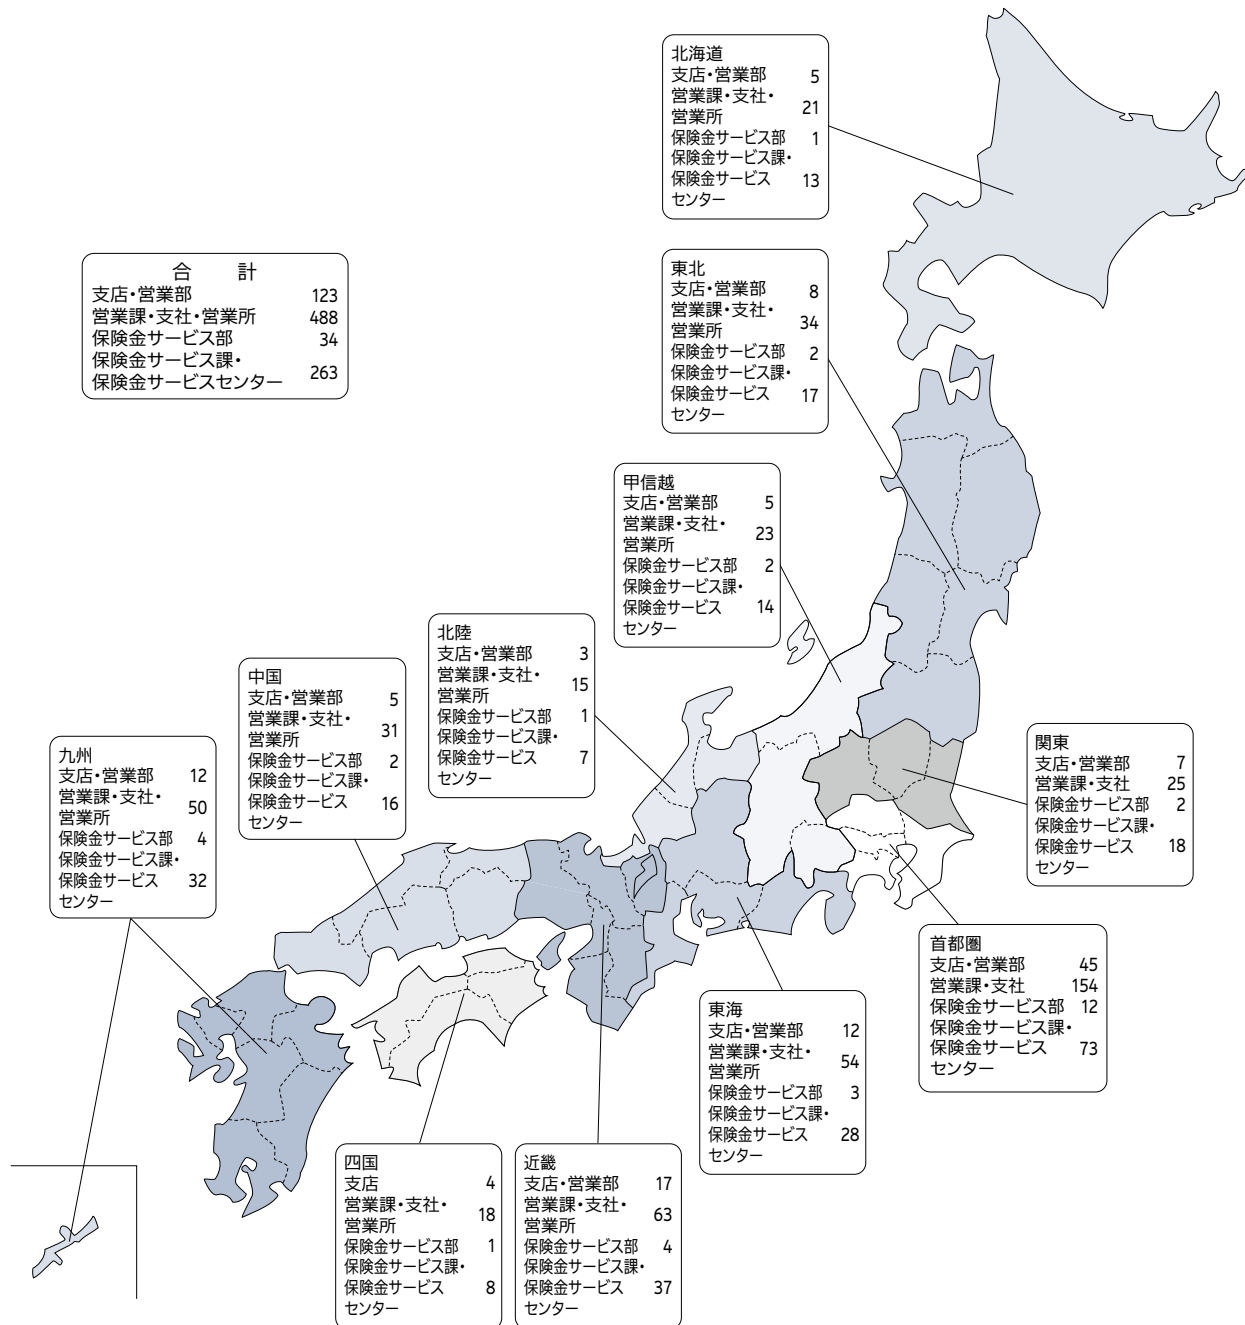 北海道
支店・営業部 5
営業課・支社・
営業所 21
保険金サービス部 1
保険金サービス課・
保険金サービス 13
センター
合　計
支店・営業部 123
営業課・支社・営業所 488
保険金サービス部 34
保険金サービス課・
保険金サービスセンター 263
東北
支店・営業部 8
営業課・支社・
営業所 34
保険金サービス部 2
保険金サービス課・
保険金サービス 17
センター
甲信越
支店・営業部 5
営業課・支社・
営業所 23
保険金サービス部 2
保険金サービス課・
保険金サービス 14
センター
北陸
支店・営業部 3
営業課・支社・
営業所 15
保険金サービス部 1
保険金サービス課・
保険金サービス 7
センター
中国
支店・営業部 5
営業課・支社・
営業所 31
保険金サービス部 2
保険金サービス課・
保険金サービス 16
センター
九州
支店・営業部 12
営業課・支社・
営業所 50
保険金サービス部 4
保険金サービス課・
保険金サービス 32
センター
関東
支店・営業部 7
営業課・支社 25
保険金サービス部 2
保険金サービス課・
保険金サービス 18
センター
首都圏
支店・営業部 45
営業課・支社 154
保険金サービス部 12
保険金サービス課・
保険金サービス 73
センター
東海
支店・営業部 12
営業課・支社・
営業所 54
保険金サービス部 3
保険金サービス課・
保険金サービス 28
センター
四国
支店 4
営業課・支社・
営業所 18
保険金サービス部 1
保険金サービス課・
保険金サービス 8
センター
近畿
支店・営業部 17
営業課・支社・
営業所 63
保険金サービス部 4
保険金サービス課・
保険金サービス 37
センター